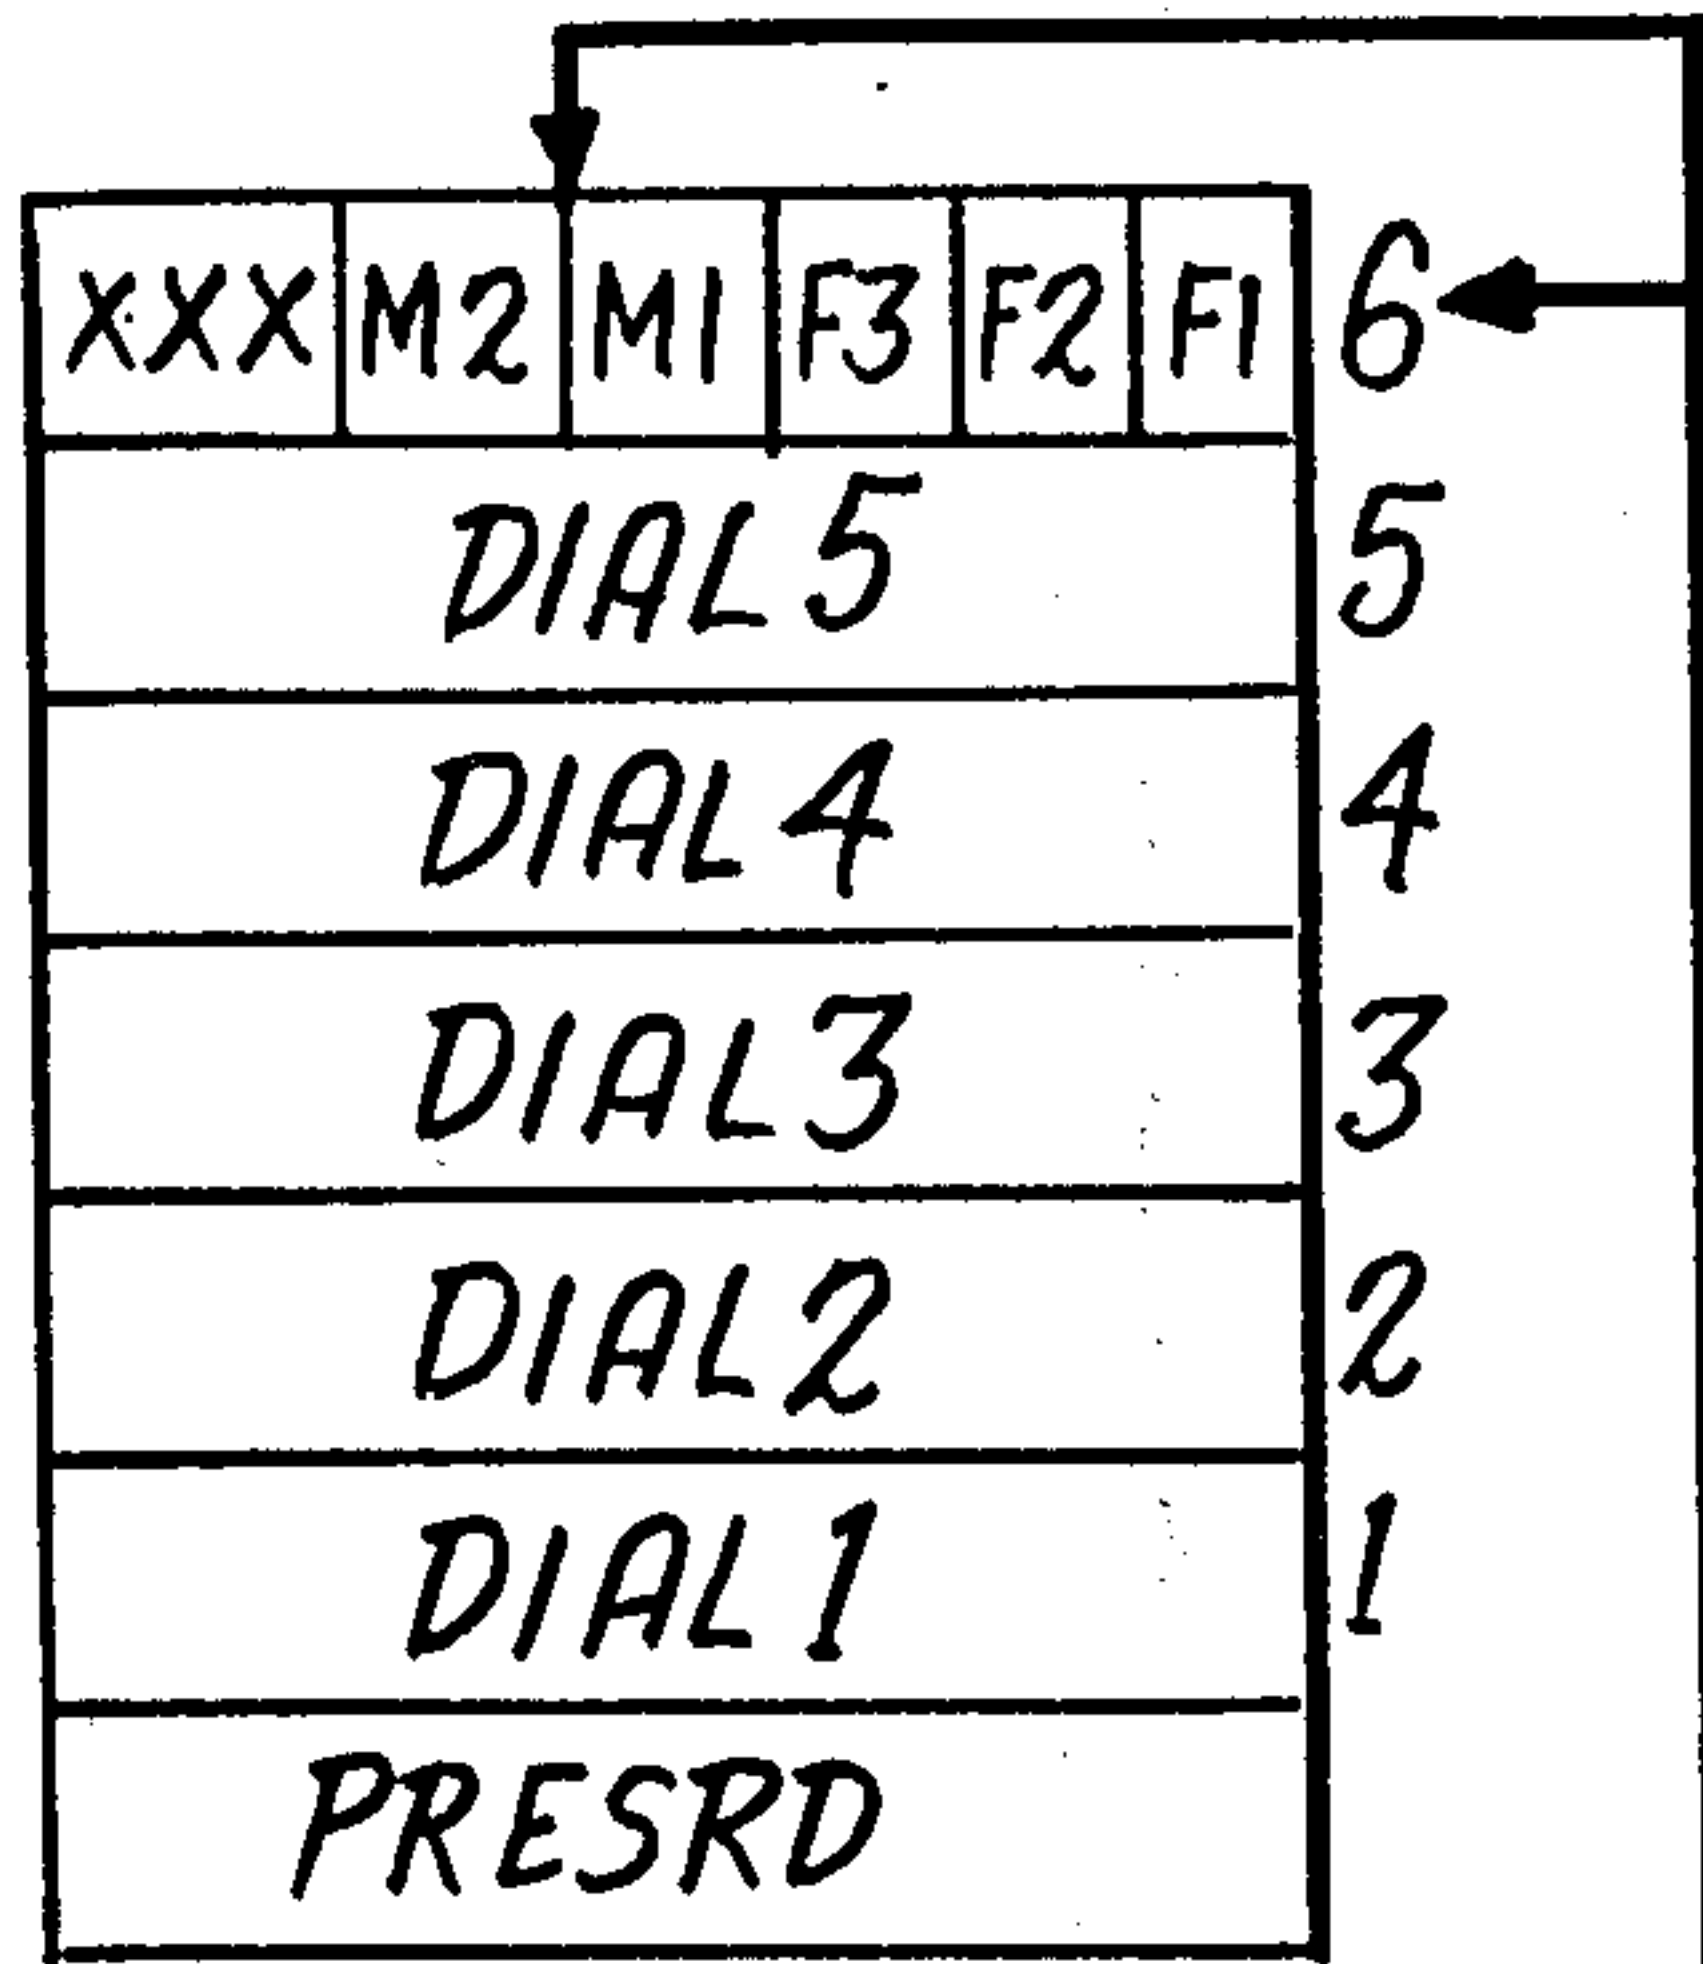 XXX M2 M1 F3 F2 F1 6
DIAL5 5
DIAL4 4
DIAL3 3
DIAL2 2
DIAL1 1
PRESRD